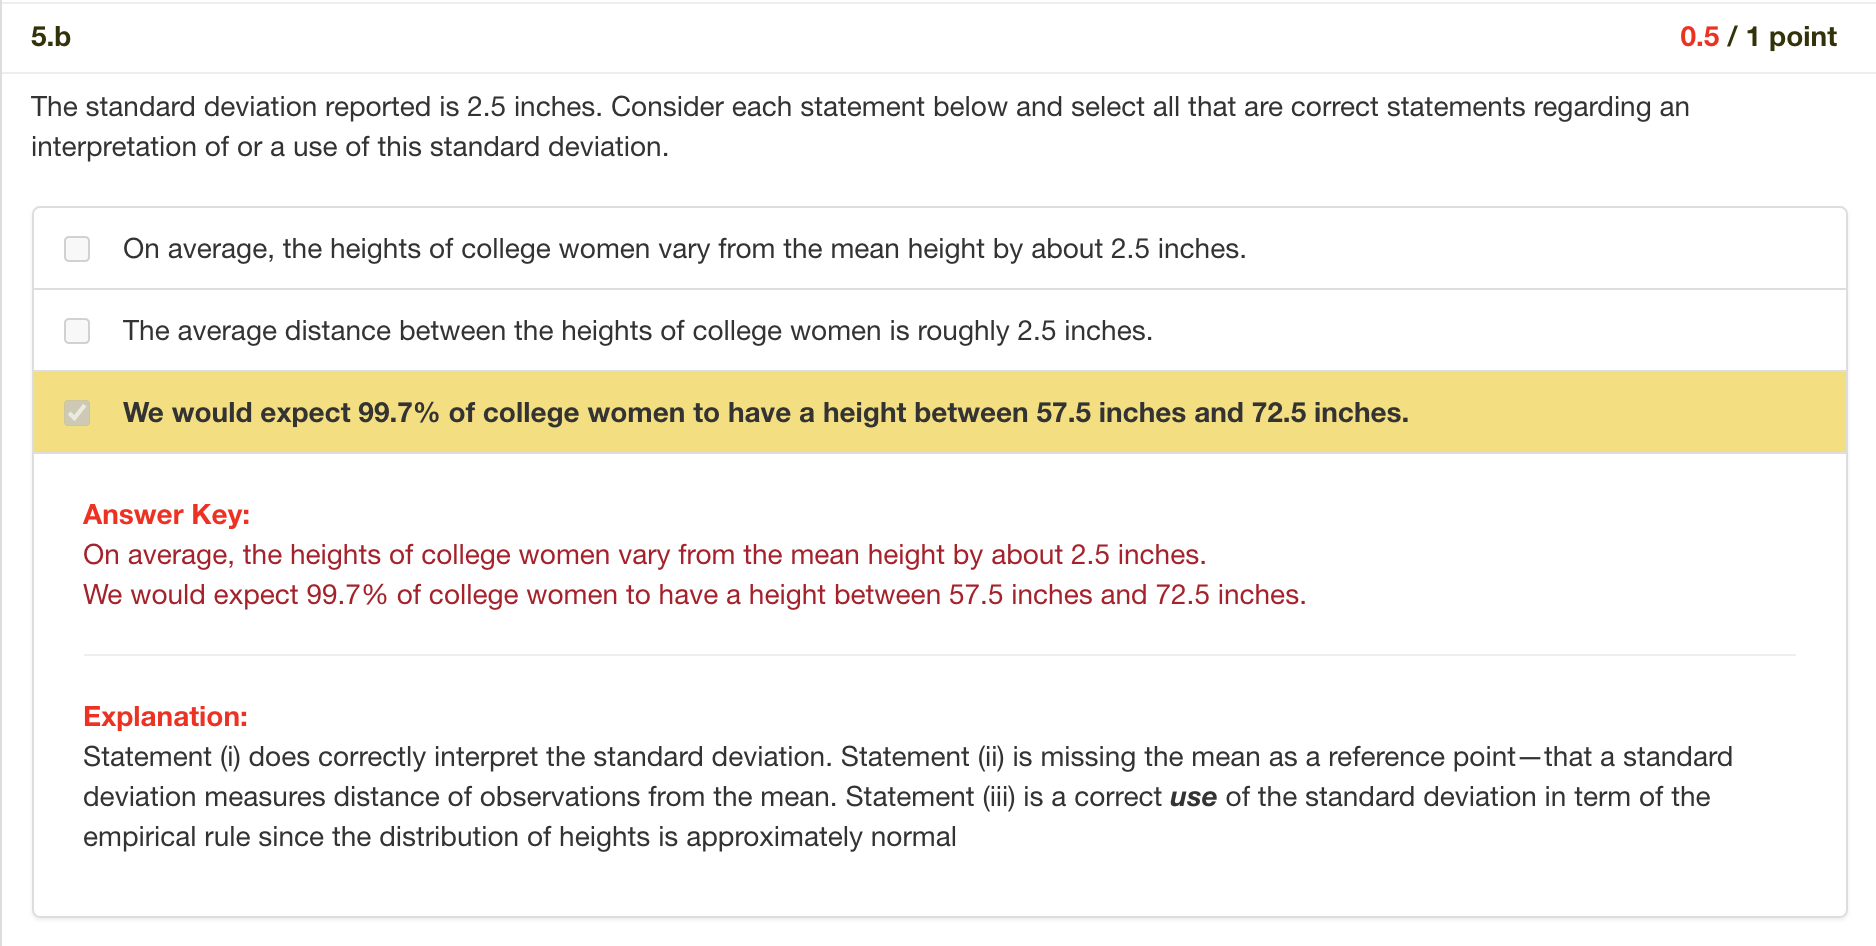 5.b
0.5 / 1 point
The standard deviation reported is 2.5 inches. Consider each statement below and select all that are correct statements regarding an
interpretation of or a use of this standard deviation.
On average, the heights of college women vary from the mean height by about 2.5 inches.
The average distance between the heights of college women is roughly 2.5 inches.
We would expect 99.7% of college women to have a height between 57.5 inches and 72.5 inches.
Answer Key:
On average, the heights of college women vary from the mean height by about 2.5 inches.
We would expect 99.7% of college women to have a height between 57.5 inches and 72.5 inches.
Explanation:
Statement (i) does correctly interpret the standard deviation. Statement (ii) is missing the mean as a reference point—that a standard
deviation measures distance of observations from the mean. Statement (iii) is a correct use of the standard deviation in term of the
empirical rule since the distribution of heights is approximately normal